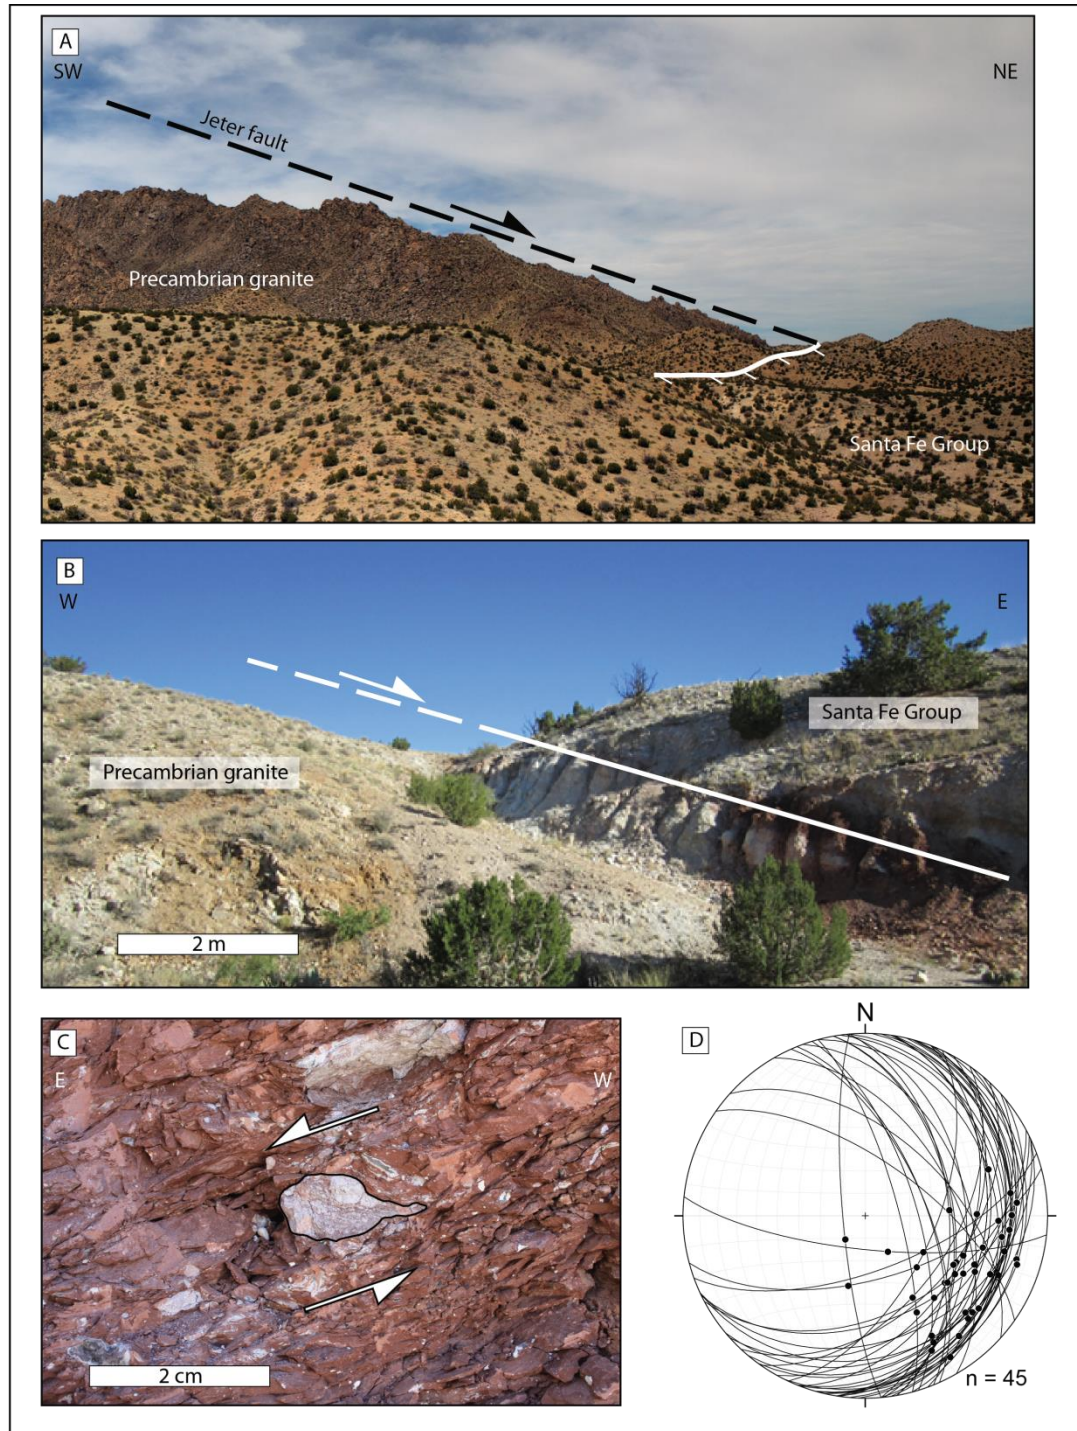 A
SW
NE
Jeter fault
Precambrian granite
Santa Fe Group
B
W
E
Santa Fe Group
Precambrian granite
2 m
C
E
W
2 cm
D
N
n = 45